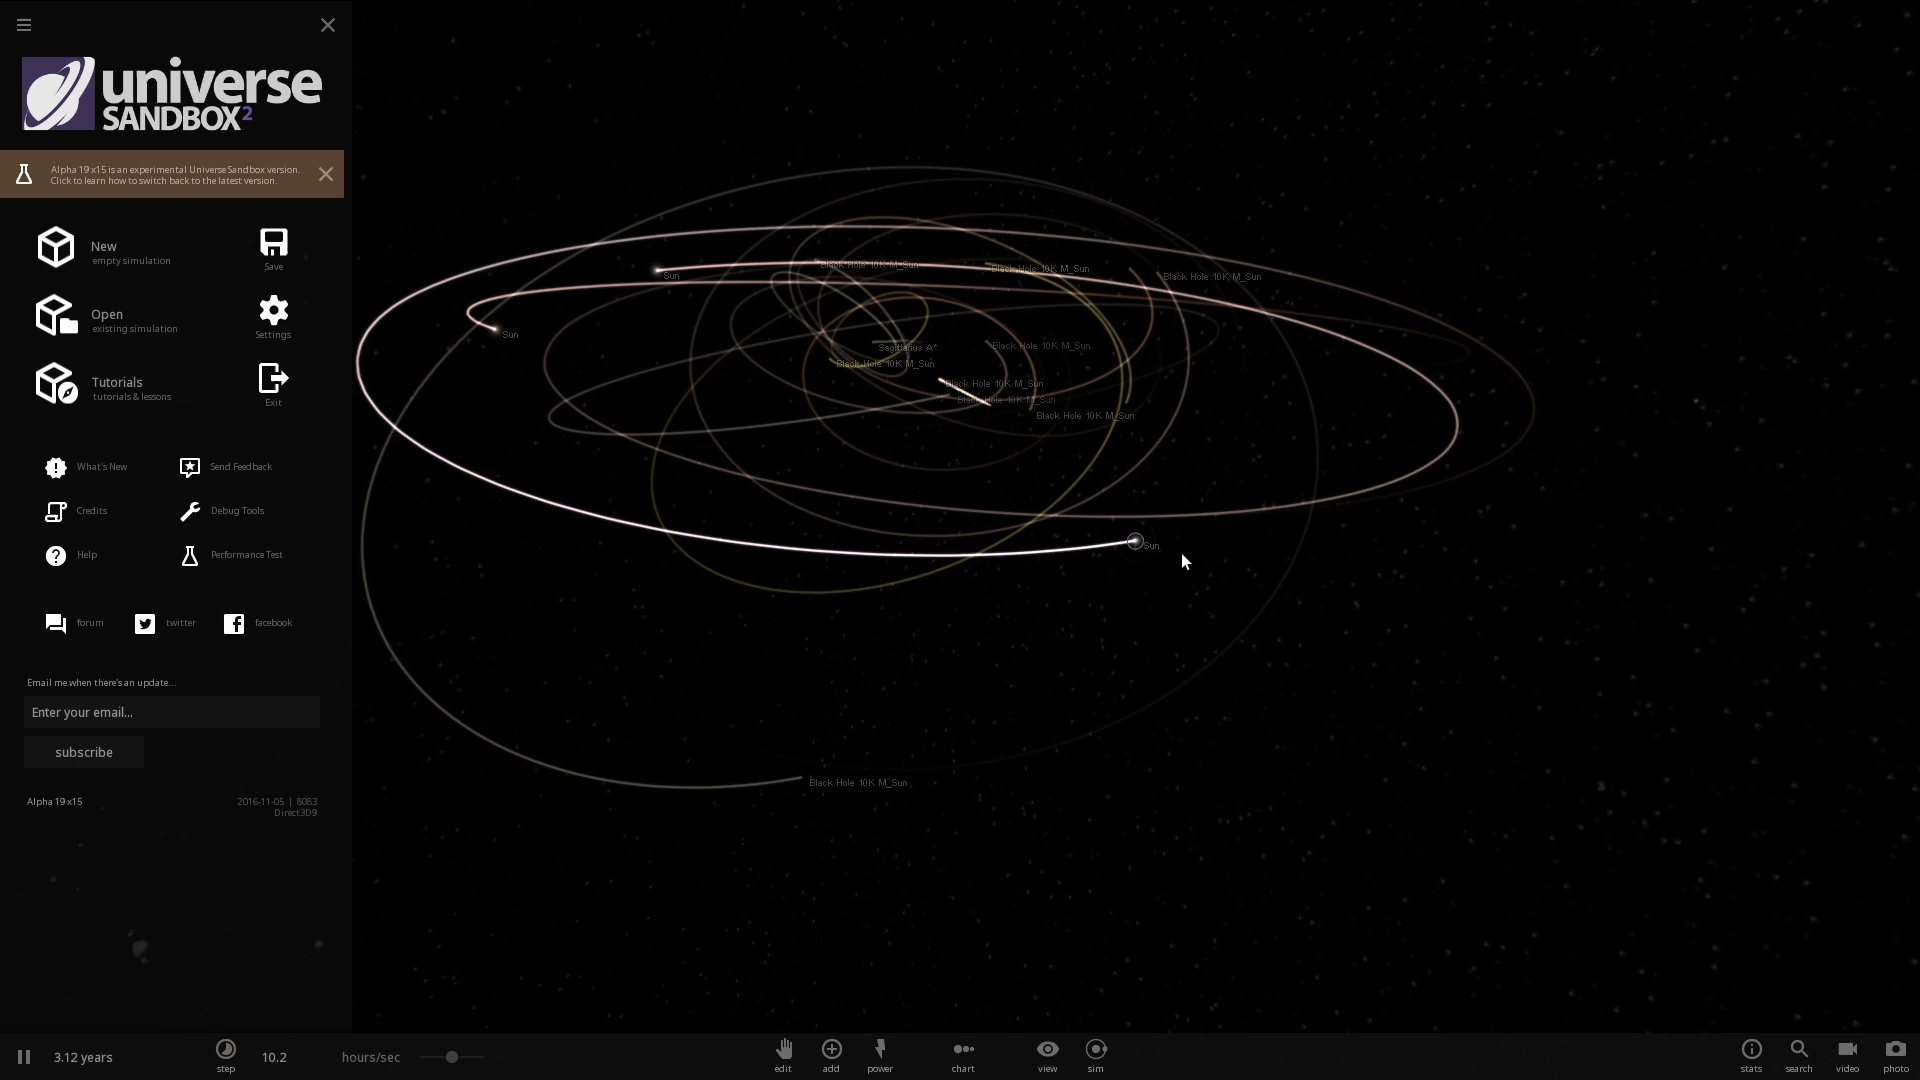 universe
SANDBOX 2
Alpha 19 x15 is an experimental Universe Sandbox version.
Click to learn how to switch back to the latest version.
New
empty simulation
Save
Open
existing simulation
Settings
Tutorials
tutorials & lessons
Exit
What's New
Send Feedback
Credits
Debug Tools
Help
Performance Test
forum
twitter
facebook
Email me when there's an update...
Enter your email...
subscribe
Alpha 19 x15
2016-11-05 | 8083
Direct3D9
Black Hole 10K M_Sun
Black Hole 10K M_Sun
Sun
Black Hole 10K M_Sun
Sun
Sagittarius A*
Black Hole 10K M_Sun
Black Hole 10K M_Sun
Black Hole 10K M_Sun
Black Hole 10K M_Sun
Black Hole 10K M_Sun
Sun
Black Hole 10K M_Sun
3.12 years
step
10.2
hours/sec
edit
add
power
chart
view
sim
stats
search
video
photo